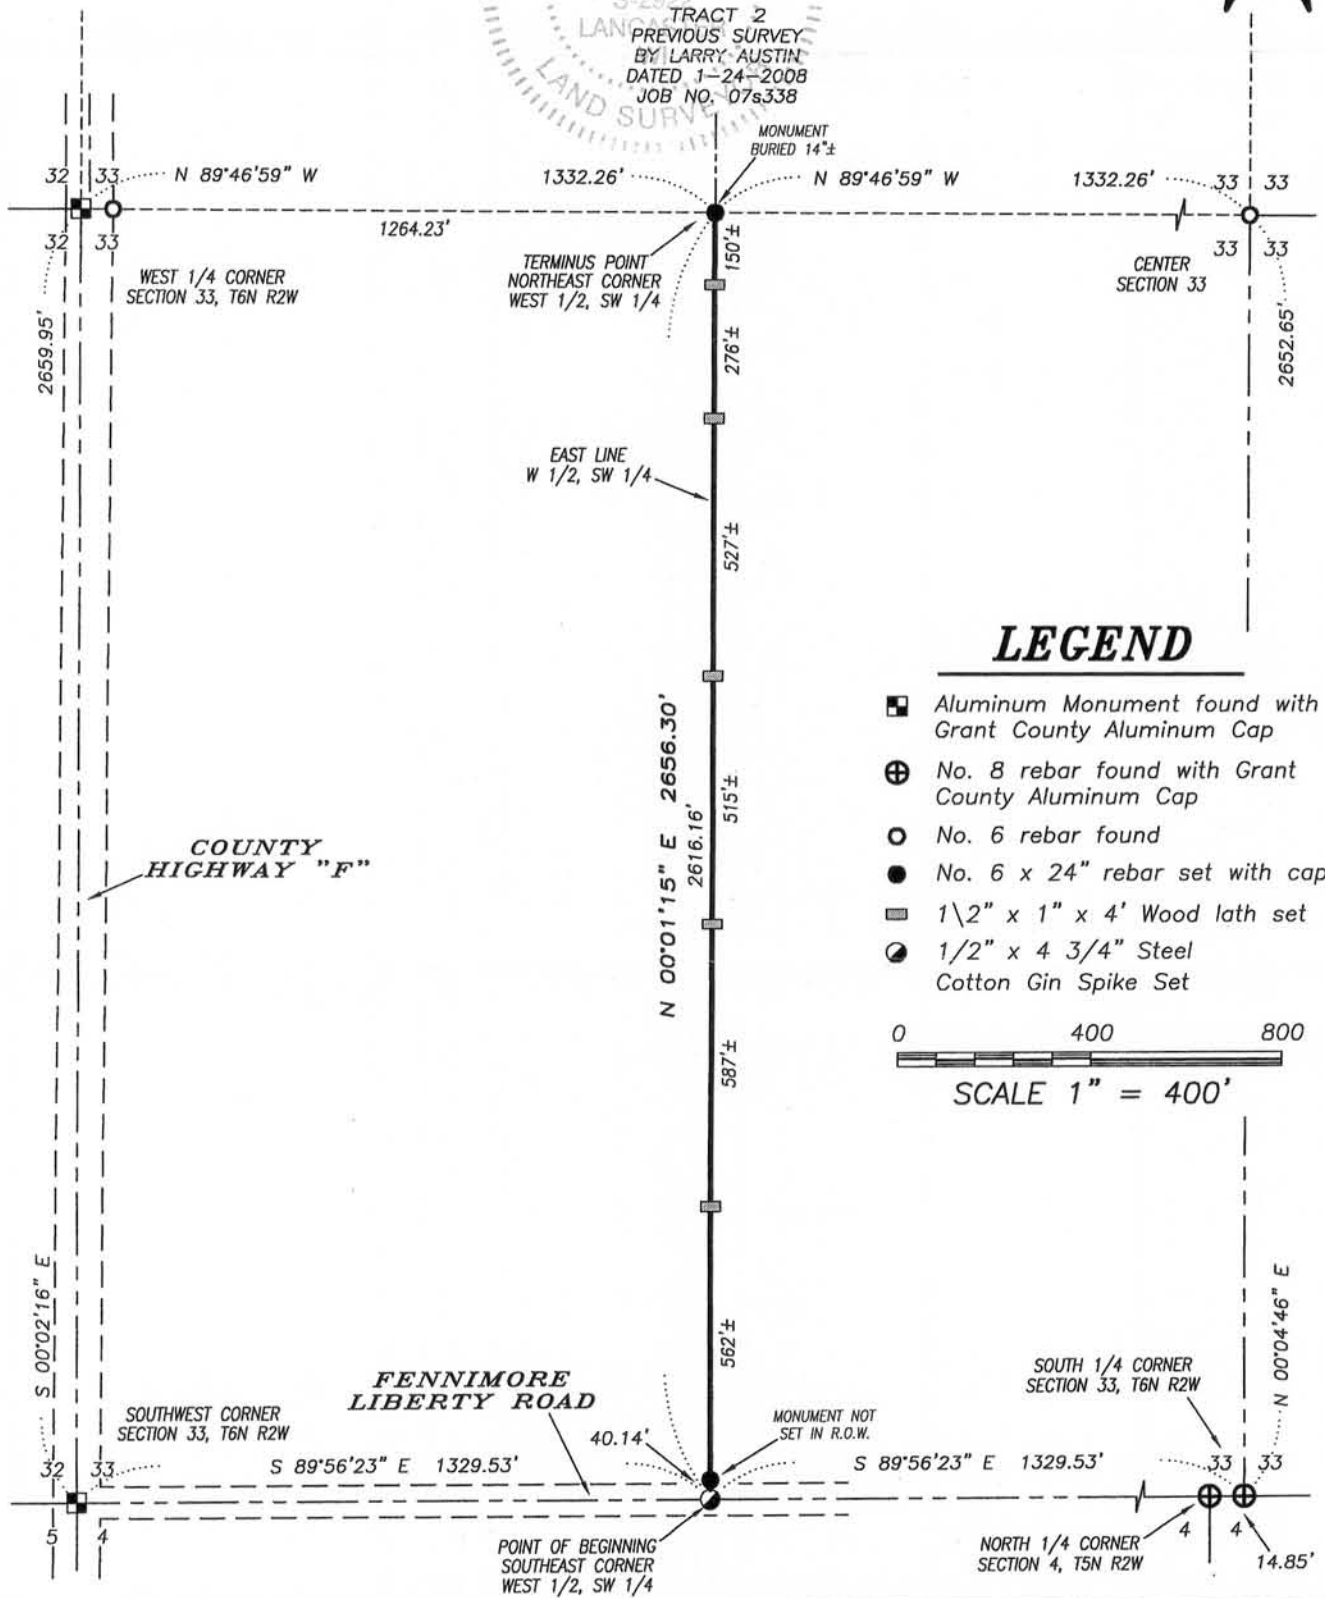 S-2922
LANCASTER
WI
LAND SURVEYOR
TRACT 2
PREVIOUS SURVEY
BY LARRY AUSTIN
DATED 1-24-2008
JOB NO. 07s338
MONUMENT
BURIED 14"±
32 33
N 89°46'59" W
1332.26'
N 89°46'59" W
1332.26'
33 33
1264.23'
32 33
33 33
WEST 1/4 CORNER
SECTION 33, T6N R2W
TERMINUS POINT
NORTHEAST CORNER
WEST 1/2, SW 1/4
150'±
CENTER
SECTION 33
2659.95'
276'±
2652.65'
EAST LINE
W 1/2, SW 1/4
527'±
LEGEND
Aluminum Monument found with
Grant County Aluminum Cap
No. 8 rebar found with Grant
County Aluminum Cap
No. 6 rebar found
No. 6 x 24" rebar set with cap
1\2" x 1" x 4' Wood lath set
1/2" x 4 3/4" Steel
Cotton Gin Spike Set
0 400 800
SCALE 1" = 400'
N 00°01'15" E 2656.30'
2616.16'
515'±
COUNTY
HIGHWAY "F"
587'±
562'±
S 00°02'16" E
N 00°04'46" E
FENNIMORE
LIBERTY ROAD
SOUTHWEST CORNER
SECTION 33, T6N R2W
SOUTH 1/4 CORNER
SECTION 33, T6N R2W
MONUMENT NOT
SET IN R.O.W.
40.14'
32 33
S 89°56'23" E 1329.53'
S 89°56'23" E 1329.53'
33 33
5 4
4 4
14.85'
POINT OF BEGINNING
SOUTHEAST CORNER
WEST 1/2, SW 1/4
NORTH 1/4 CORNER
SECTION 4, T5N R2W